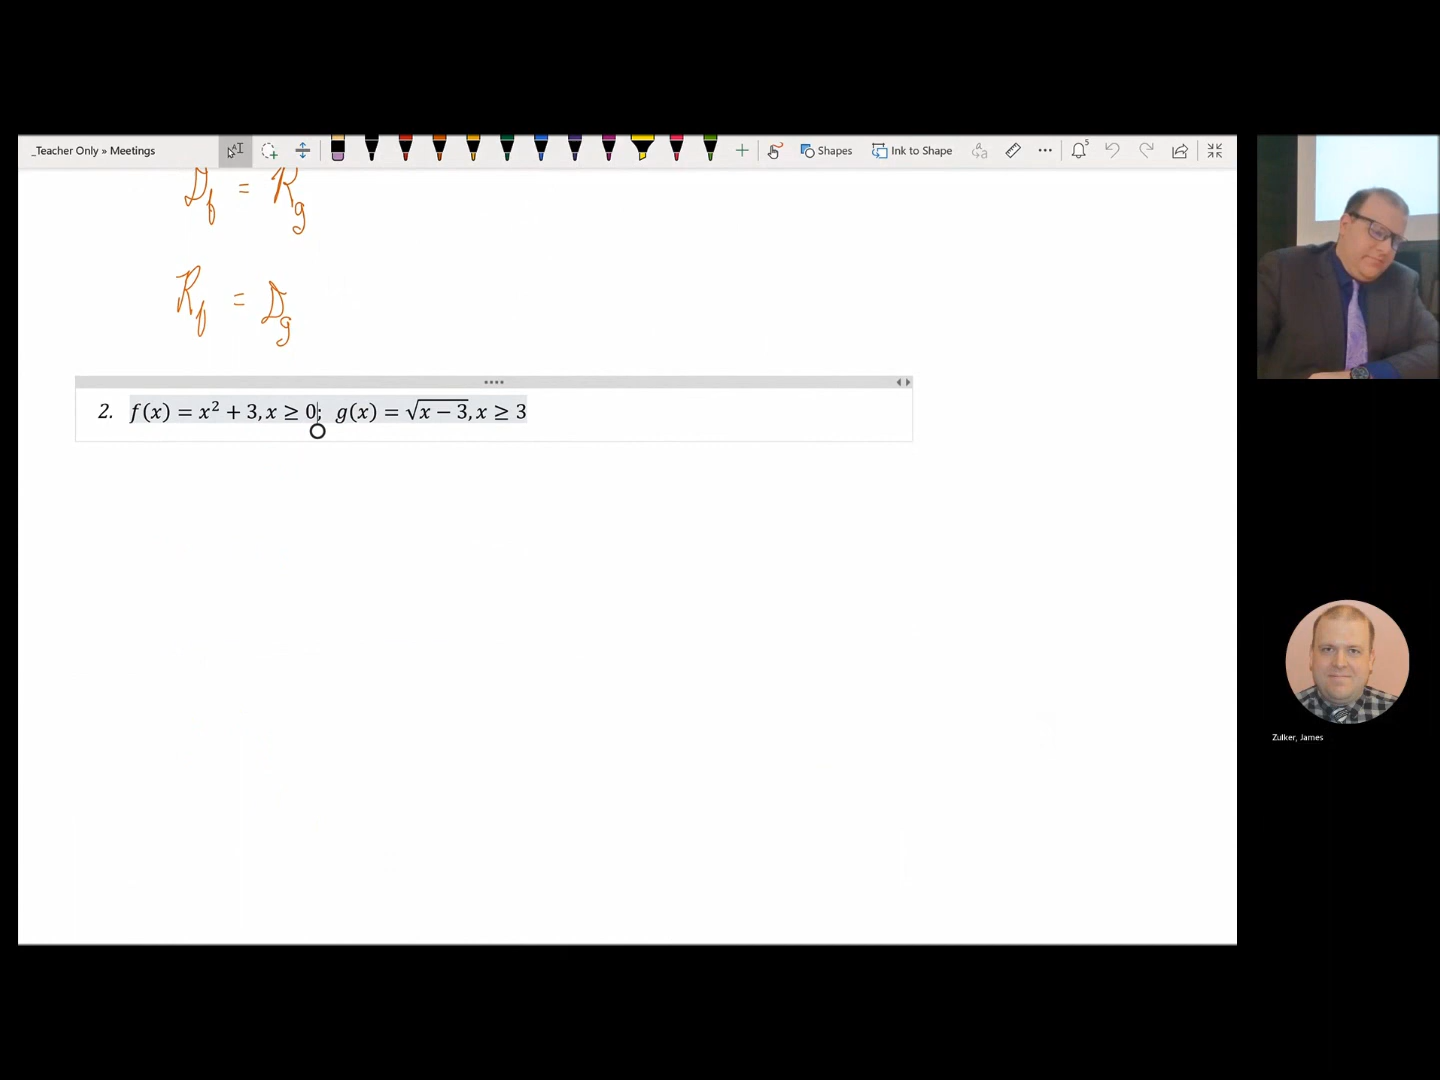 _Teacher Only » Meetings
Shapes
Ink to Shape
5
D_f = R_g
R_f = D_g
2. f(x) = x² + 3, x ≥ 0; g(x) = √(x − 3), x ≥ 3
Zulker, James